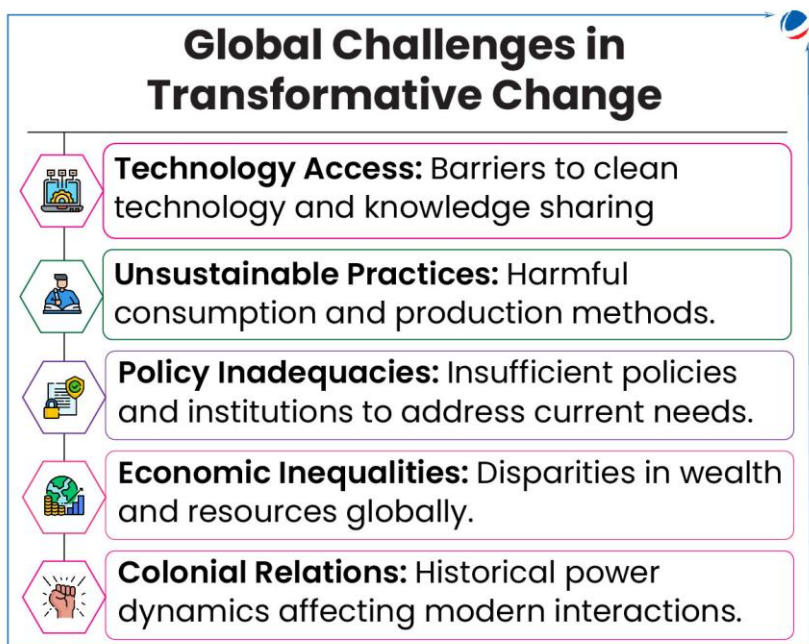 Global Challenges in
Transformative Change
Technology Access: Barriers to clean
technology and knowledge sharing
Unsustainable Practices: Harmful
consumption and production methods.
Policy Inadequacies: Insufficient policies
and institutions to address current needs.
Economic Inequalities: Disparities in wealth
and resources globally.
Colonial Relations: Historical power
dynamics affecting modern interactions.